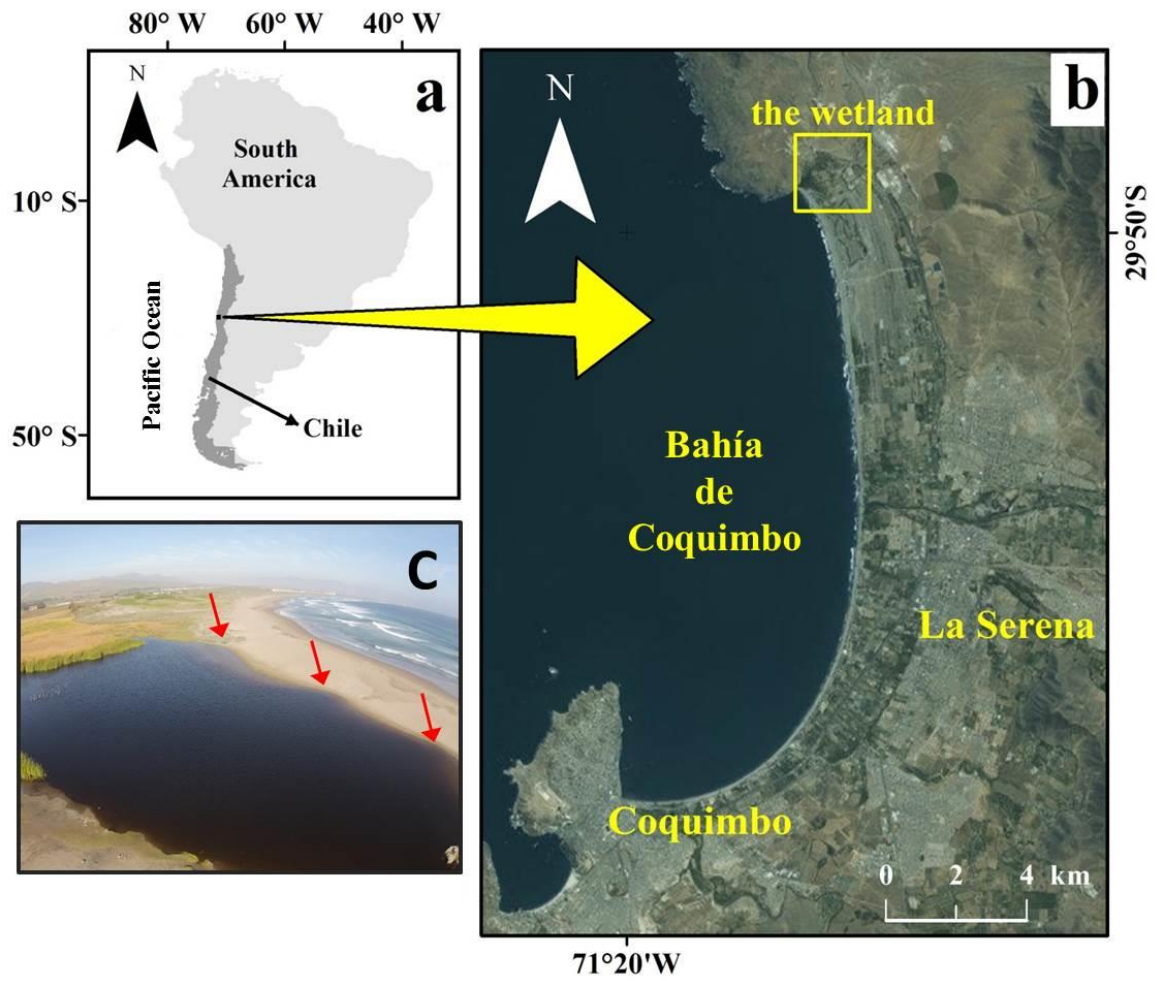 80° W 60° W 40° W
N
a
South
America
10° S
Pacific Ocean
50° S
Chile
C
b
N
the wetland
29°50'S
Bahía
de
Coquimbo
La Serena
Coquimbo
0 2 4 km
71°20'W